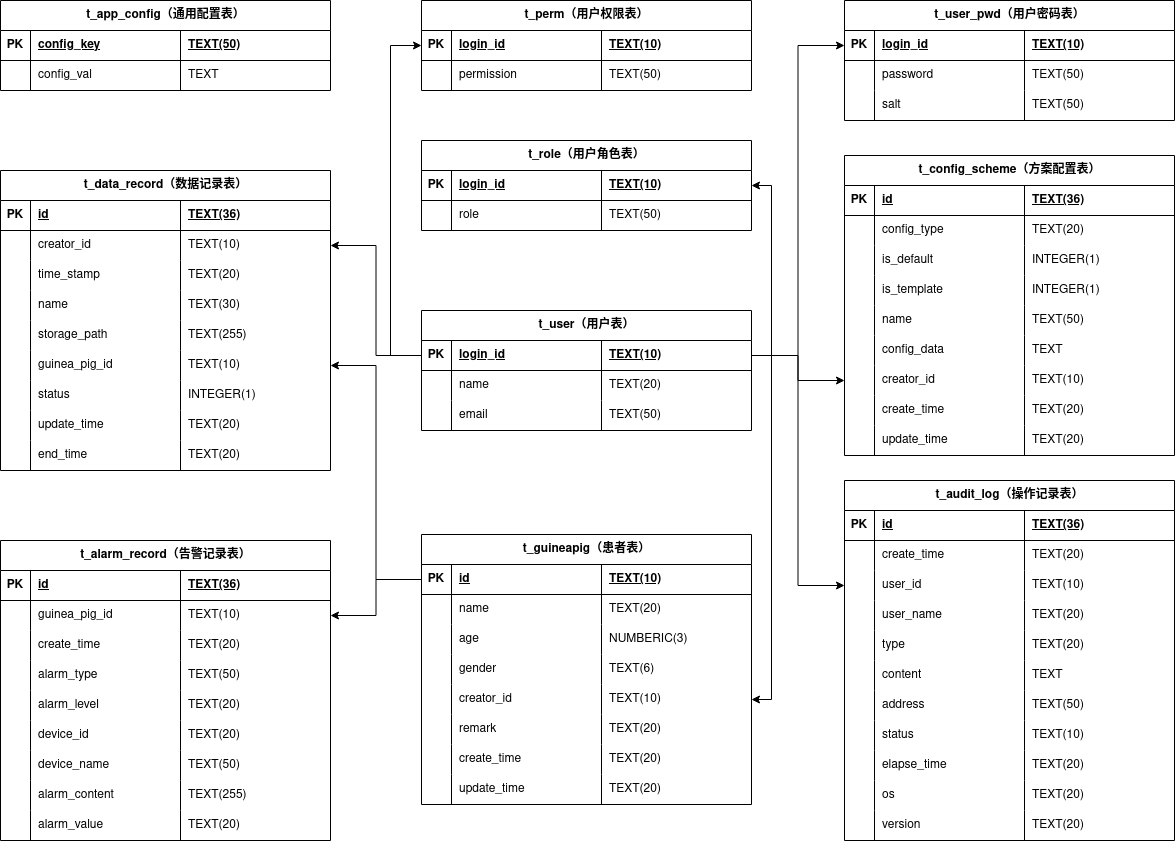 t_app_config（通用配置表）
PK config_key TEXT(50)
config_val TEXT
t_data_record（数据记录表）
PK id TEXT(36)
creator_id TEXT(10)
time_stamp TEXT(20)
name TEXT(30)
storage_path TEXT(255)
guinea_pig_id TEXT(10)
status INTEGER(1)
update_time TEXT(20)
end_time TEXT(20)
t_alarm_record（告警记录表）
PK id TEXT(36)
guinea_pig_id TEXT(10)
create_time TEXT(20)
alarm_type TEXT(50)
alarm_level TEXT(20)
device_id TEXT(20)
device_name TEXT(50)
alarm_content TEXT(255)
alarm_value TEXT(20)
t_perm（用户权限表）
PK login_id TEXT(10)
permission TEXT(50)
t_role（用户角色表）
PK login_id TEXT(10)
role TEXT(50)
t_user（用户表）
PK login_id TEXT(10)
name TEXT(20)
email TEXT(50)
t_guineapig（患者表）
PK id TEXT(10)
name TEXT(20)
age NUMBERIC(3)
gender TEXT(6)
creator_id TEXT(10)
remark TEXT(20)
create_time TEXT(20)
update_time TEXT(20)
t_user_pwd（用户密码表）
PK login_id TEXT(10)
password TEXT(50)
salt TEXT(50)
t_config_scheme（方案配置表）
PK id TEXT(36)
config_type TEXT(20)
is_default INTEGER(1)
is_template INTEGER(1)
name TEXT(50)
config_data TEXT
creator_id TEXT(10)
create_time TEXT(20)
update_time TEXT(20)
t_audit_log（操作记录表）
PK id TEXT(36)
create_time TEXT(20)
user_id TEXT(10)
user_name TEXT(20)
type TEXT(20)
content TEXT
address TEXT(50)
status TEXT(10)
elapse_time TEXT(20)
os TEXT(20)
version TEXT(20)